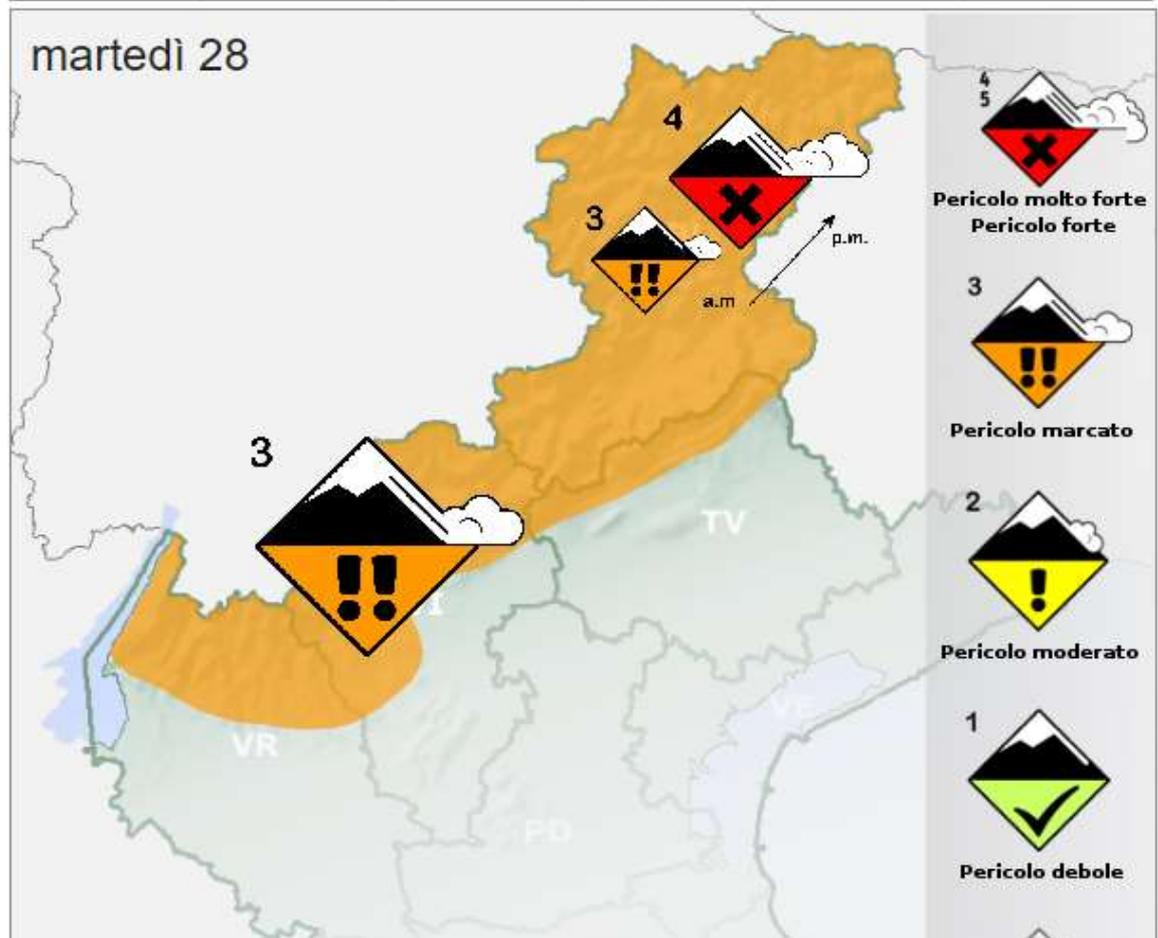 martedì 28
4
3
p.m.
a.m
3
TV
VR
VE
PD
4
5
Pericolo molto forte
Pericolo forte
3
Pericolo marcato
2
Pericolo moderato
1
Pericolo debole